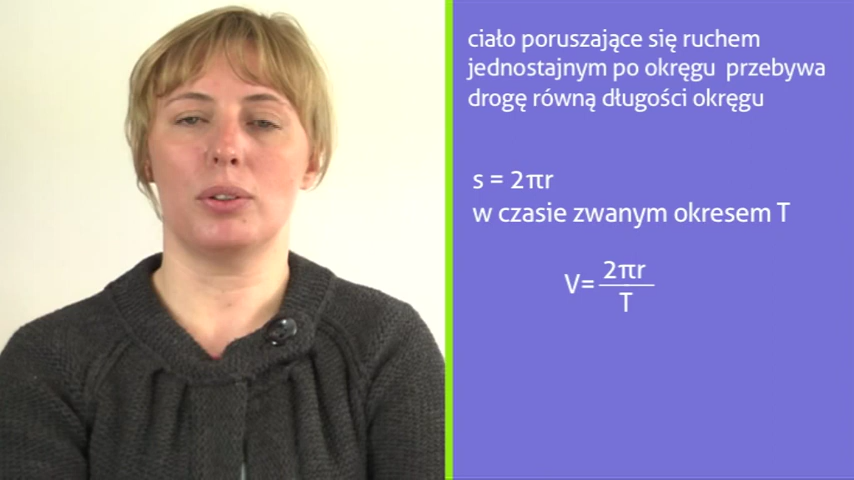 ciało poruszające się ruchem
jednostajnym po okręgu przebywa
drogę równą długości okręgu
s = 2πr
w czasie zwanym okresem T
V= 2πr
T